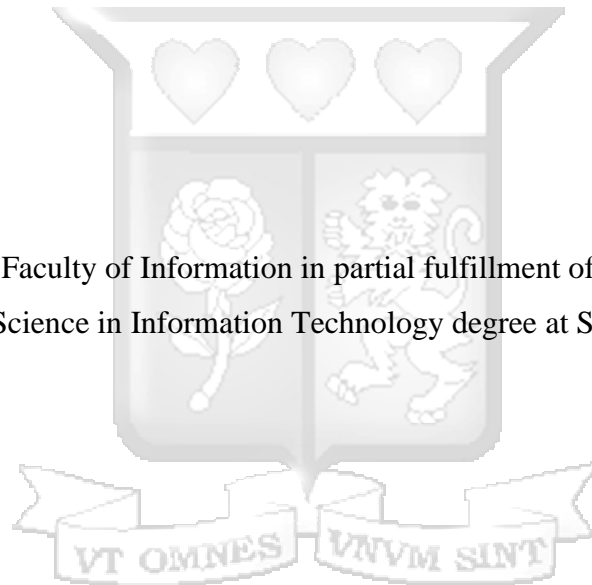 Faculty of Information in partial fulfillment of
Science in Information Technology degree at S
VT OMNES VNVM SINT